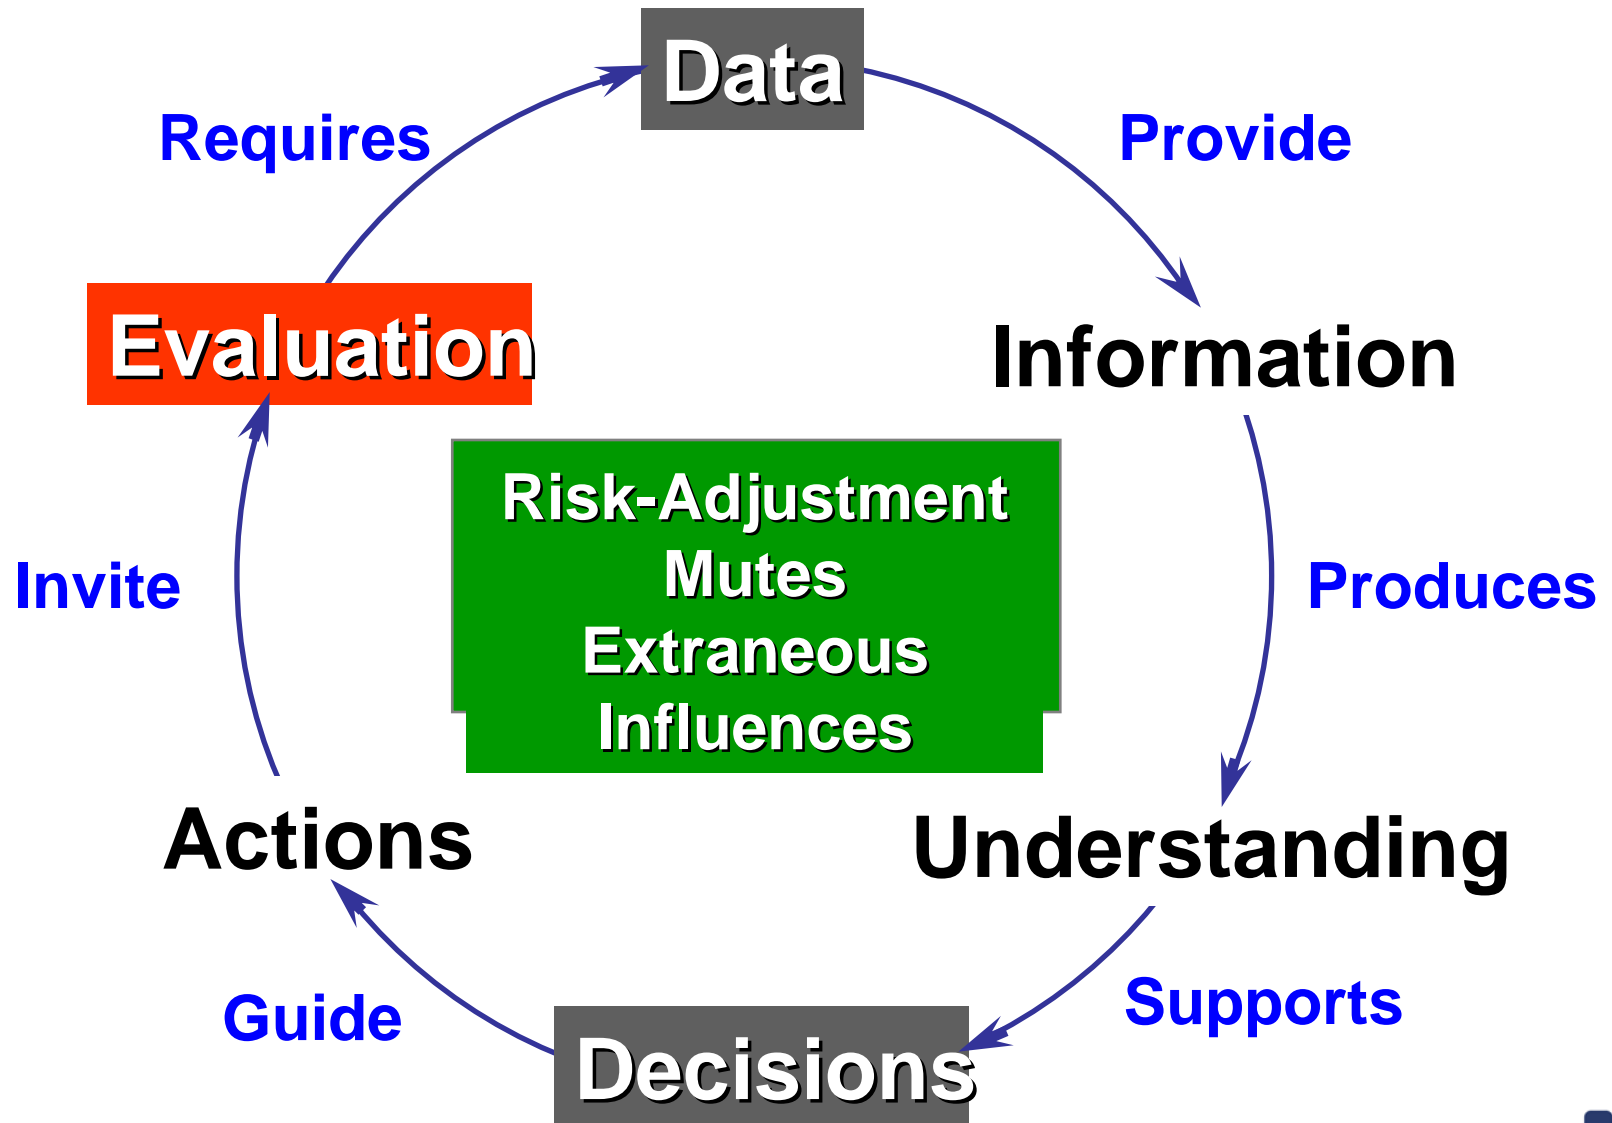 Data
Requires
Provide
Evaluation
Information
Risk-Adjustment
Mutes
Extraneous
Influences
Invite
Produces
Actions
Understanding
Guide
Supports
Decisions